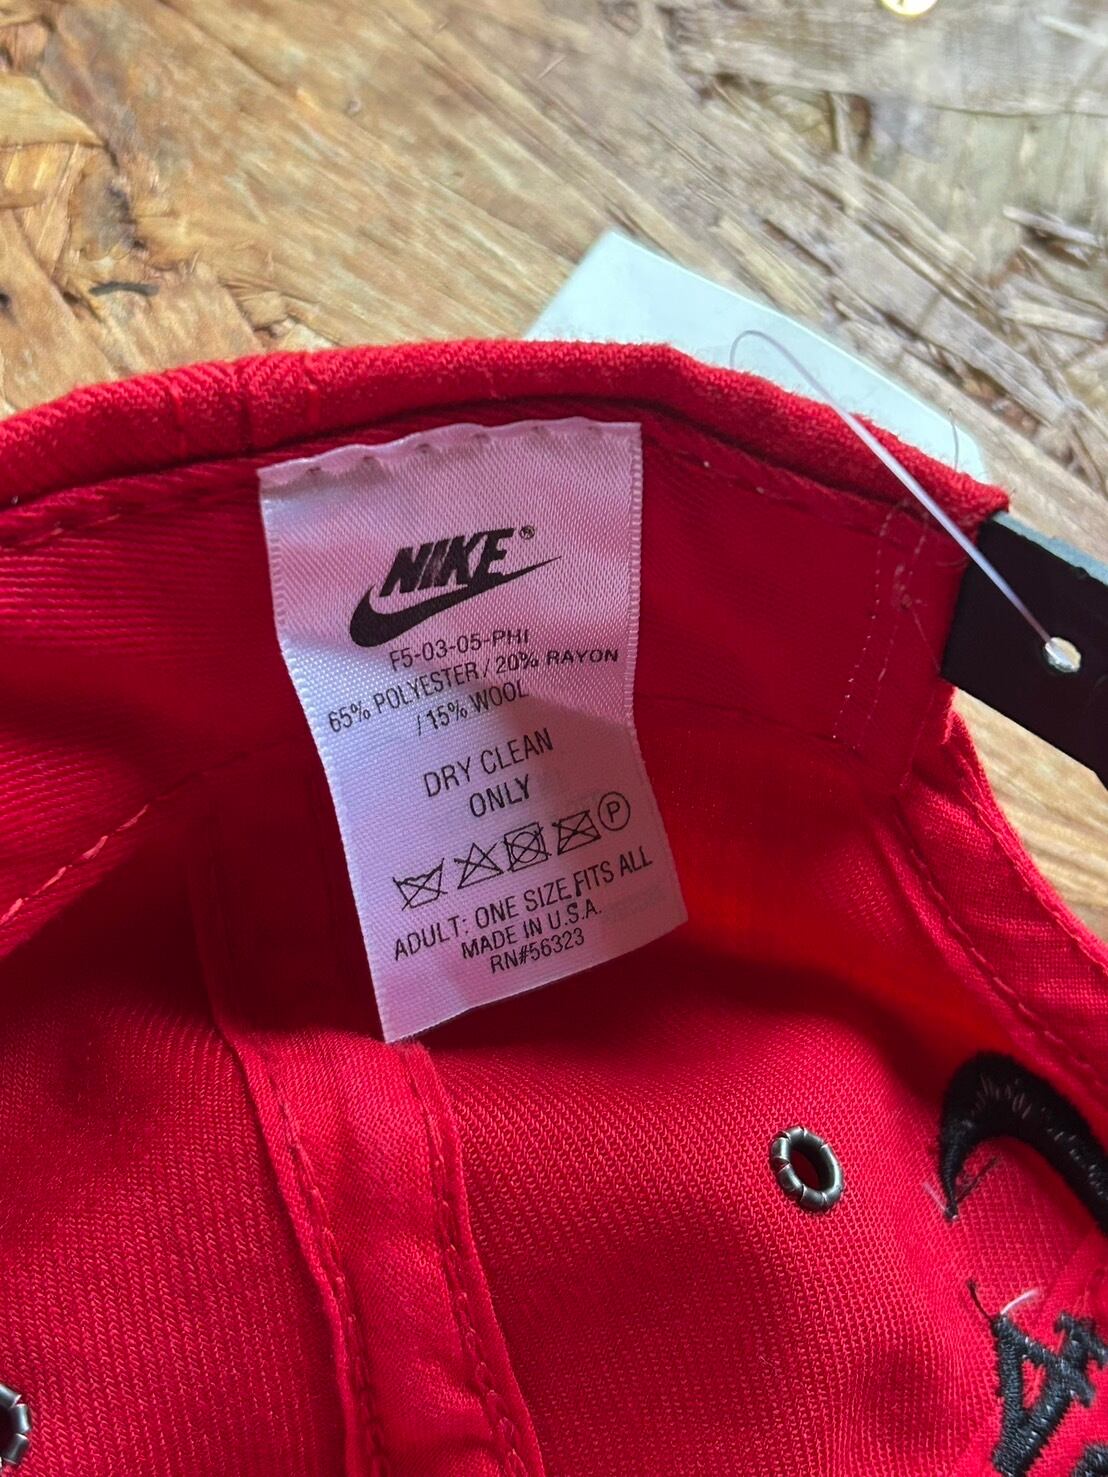 NIKE®
F5-03-05-PHI
65% POLYESTER / 20% RAYON
/ 15% WOOL
DRY CLEAN
ONLY
P
ADULT: ONE SIZE FITS ALL
MADE IN U.S.A.
RN#56323